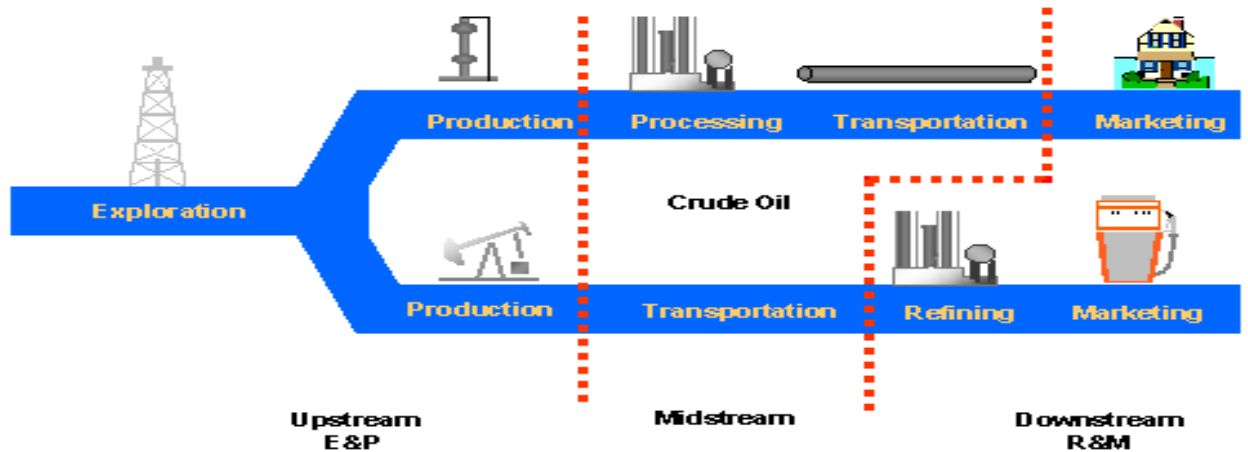 Production Processing Transportation Marketing
Exploration
Crude Oil
Production Transportation Refining Marketing
Upstream Midstream Downstream
E&P R&M